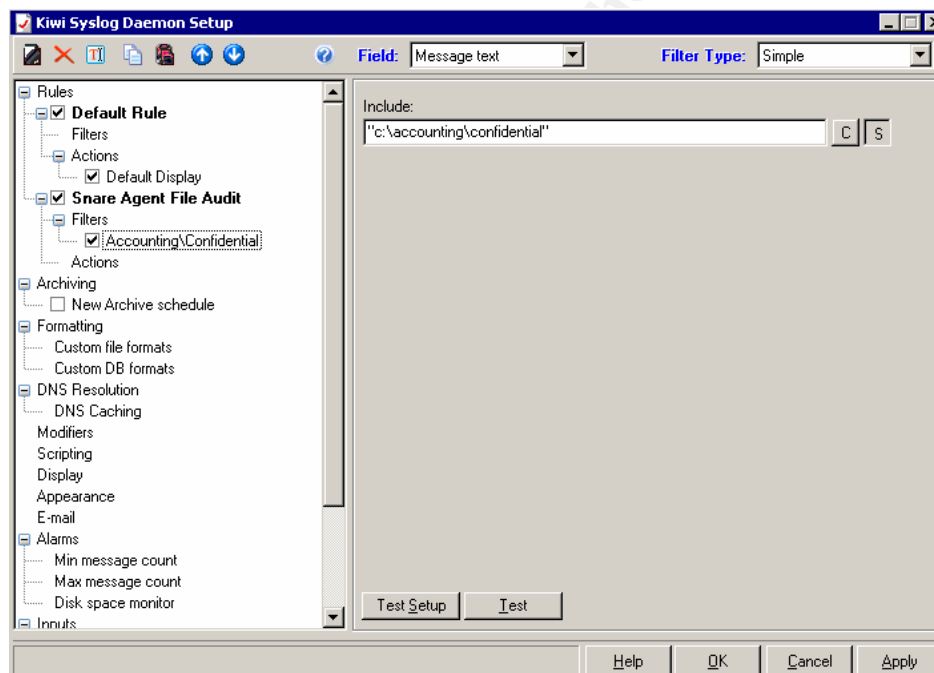 Kiwi Syslog Daemon Setup
Field: Message text Filter Type: Simple
Rules
Default Rule
Filters
Actions
Default Display
Snare Agent File Audit
Filters
Accounting\Confidential
Actions
Archiving
New Archive schedule
Formatting
Custom file formats
Custom DB formats
DNS Resolution
DNS Caching
Modifiers
Scripting
Display
Appearance
E-mail
Alarms
Min message count
Max message count
Disk space monitor
Inputs
Include:
"c:\accounting\confidential" C S
Test Setup Test
Help OK Cancel Apply